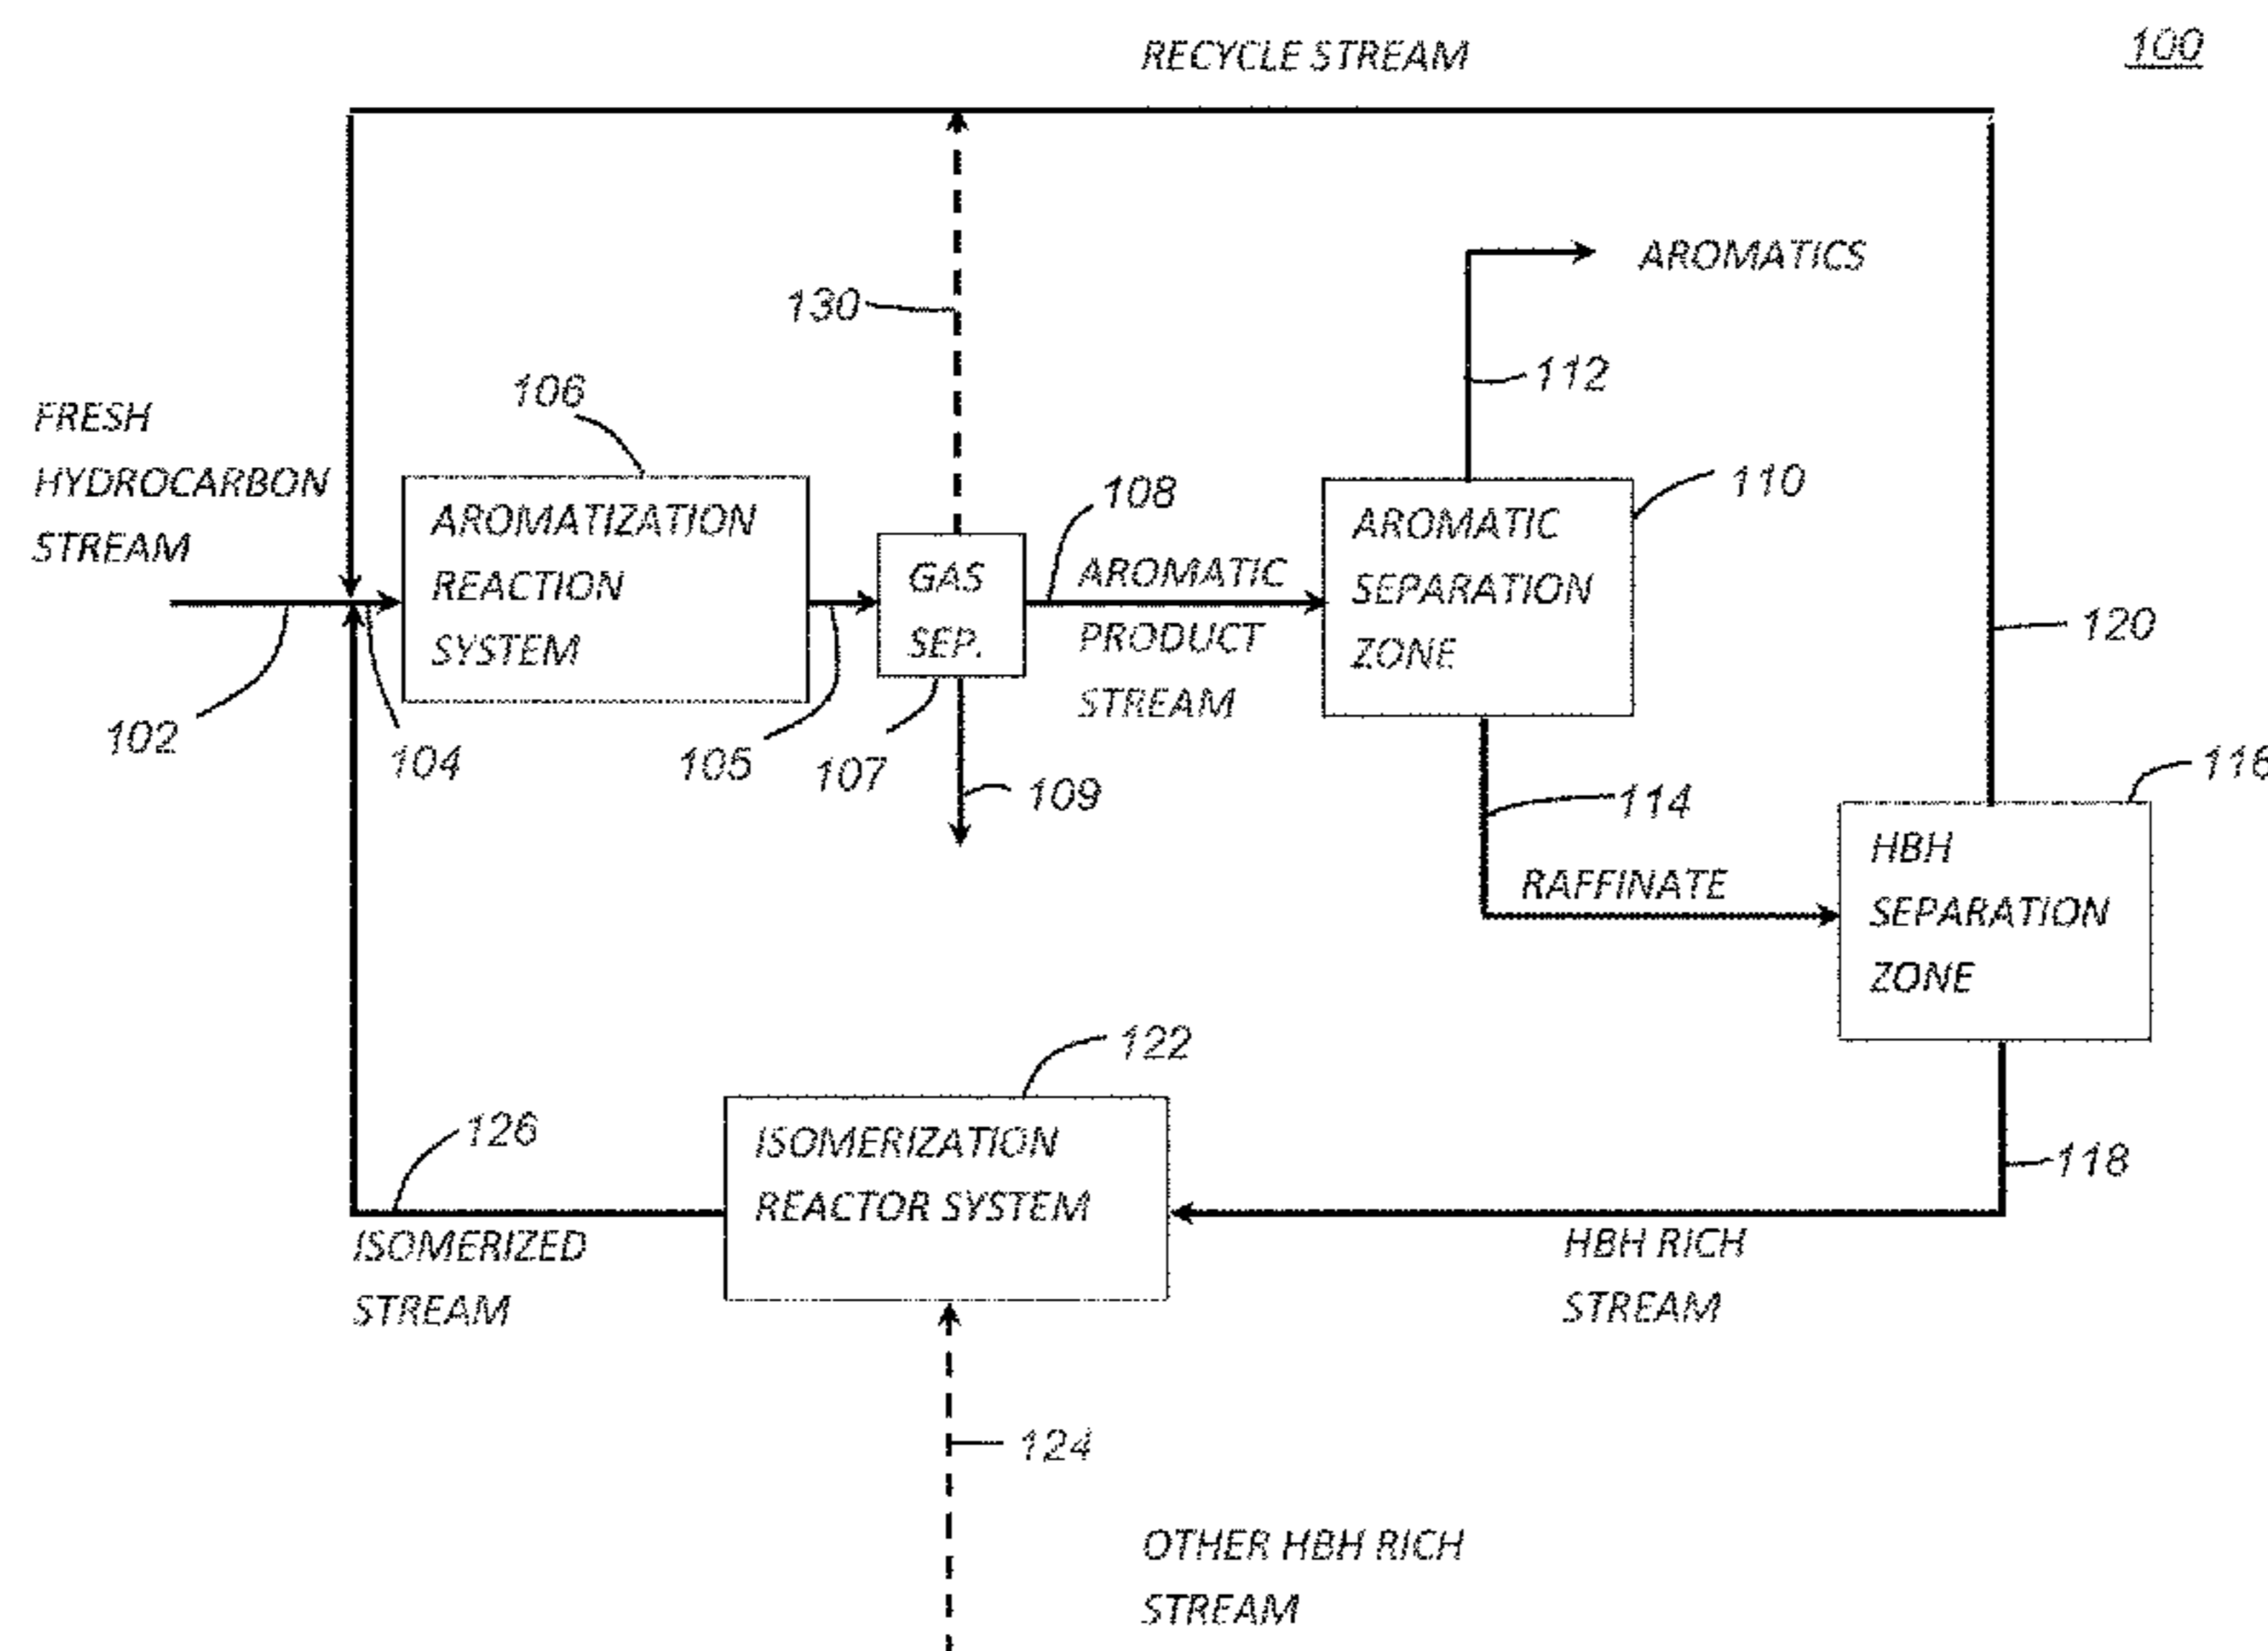 RECYCLE STREAM
100
AROMATICS
130
112
106
FRESH
HYDROCARBON
STREAM
108
110
AROMATIZATION
REACTION
SYSTEM
GAS
SEP.
AROMATIC
PRODUCT
STREAM
AROMATIC
SEPARATION
ZONE
120
102
104
105
107
109
114
116
RAFFINATE
HBH
SEPARATION
ZONE
122
126
118
ISOMERIZATION
REACTOR SYSTEM
ISOMERIZED
STREAM
HBH RICH
STREAM
124
OTHER HBH RICH
STREAM